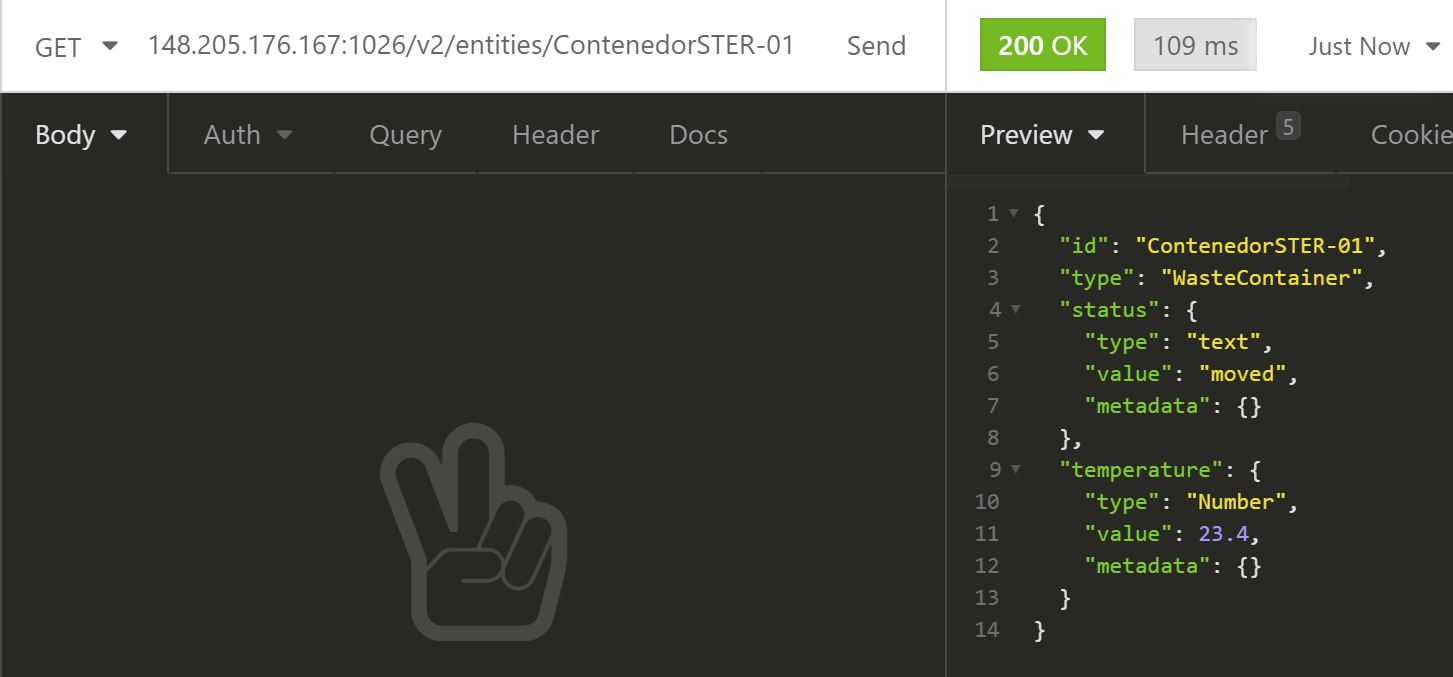 GET 148.205.176.167:1026/v2/entities/ContenedorSTER-01 Send 200 OK 109 ms Just Now
Body Auth Query Header Docs Preview Header 5 Cookie
1 {
2 "id": "ContenedorSTER-01",
3 "type": "WasteContainer",
4 "status": {
5 "type": "text",
6 "value": "moved",
7 "metadata": {}
8 },
9 "temperature": {
10 "type": "Number",
11 "value": 23.4,
12 "metadata": {}
13 }
14 }